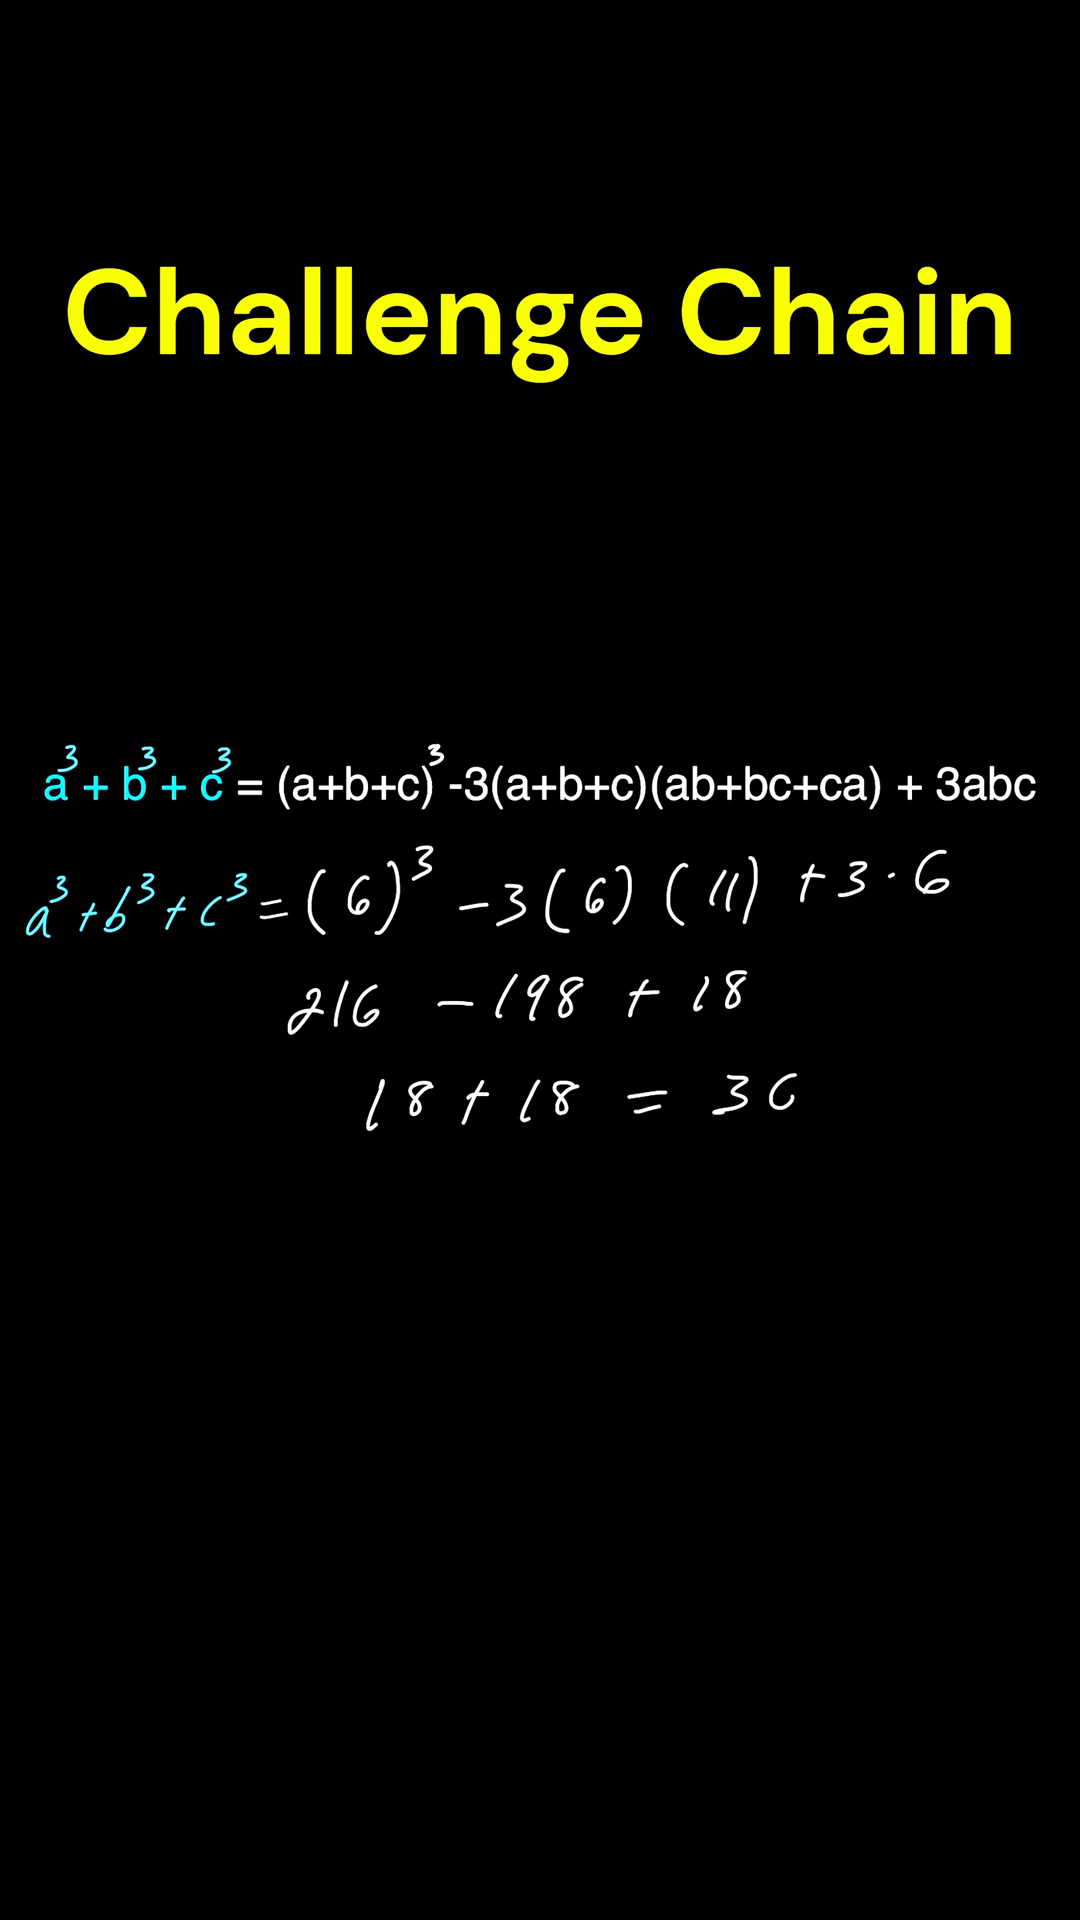 Challenge Chain
a³ + b³ + c³ = (a+b+c)³ -3(a+b+c)(ab+bc+ca) + 3abc
a³ + b³ + c³ = (6)³ - 3(6)(11) + 3·6
216 - 198 + 18
18 + 18 = 3